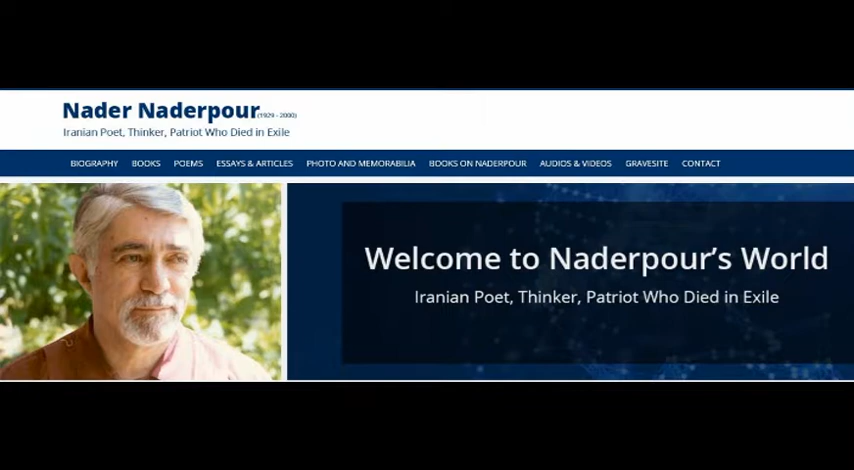 Nader Naderpour (1929 - 2000)
Iranian Poet, Thinker, Patriot Who Died in Exile
BIOGRAPHY BOOKS POEMS ESSAYS & ARTICLES PHOTO AND MEMORABILIA BOOKS ON NADERPOUR AUDIOS & VIDEOS GRAVESITE CONTACT
Welcome to Naderpour's World
Iranian Poet, Thinker, Patriot Who Died in Exile